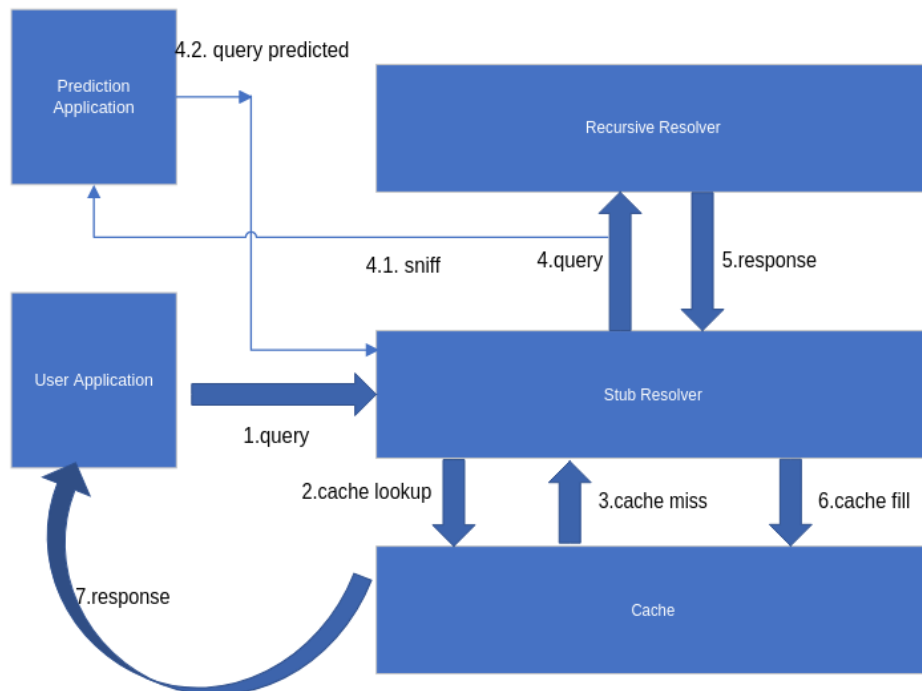 4.2. query predicted
Prediction
Application
Recursive Resolver
4.1. sniff
4.query
5.response
User Application
Stub Resolver
1.query
2.cache lookup
3.cache miss
6.cache fill
7.response
Cache